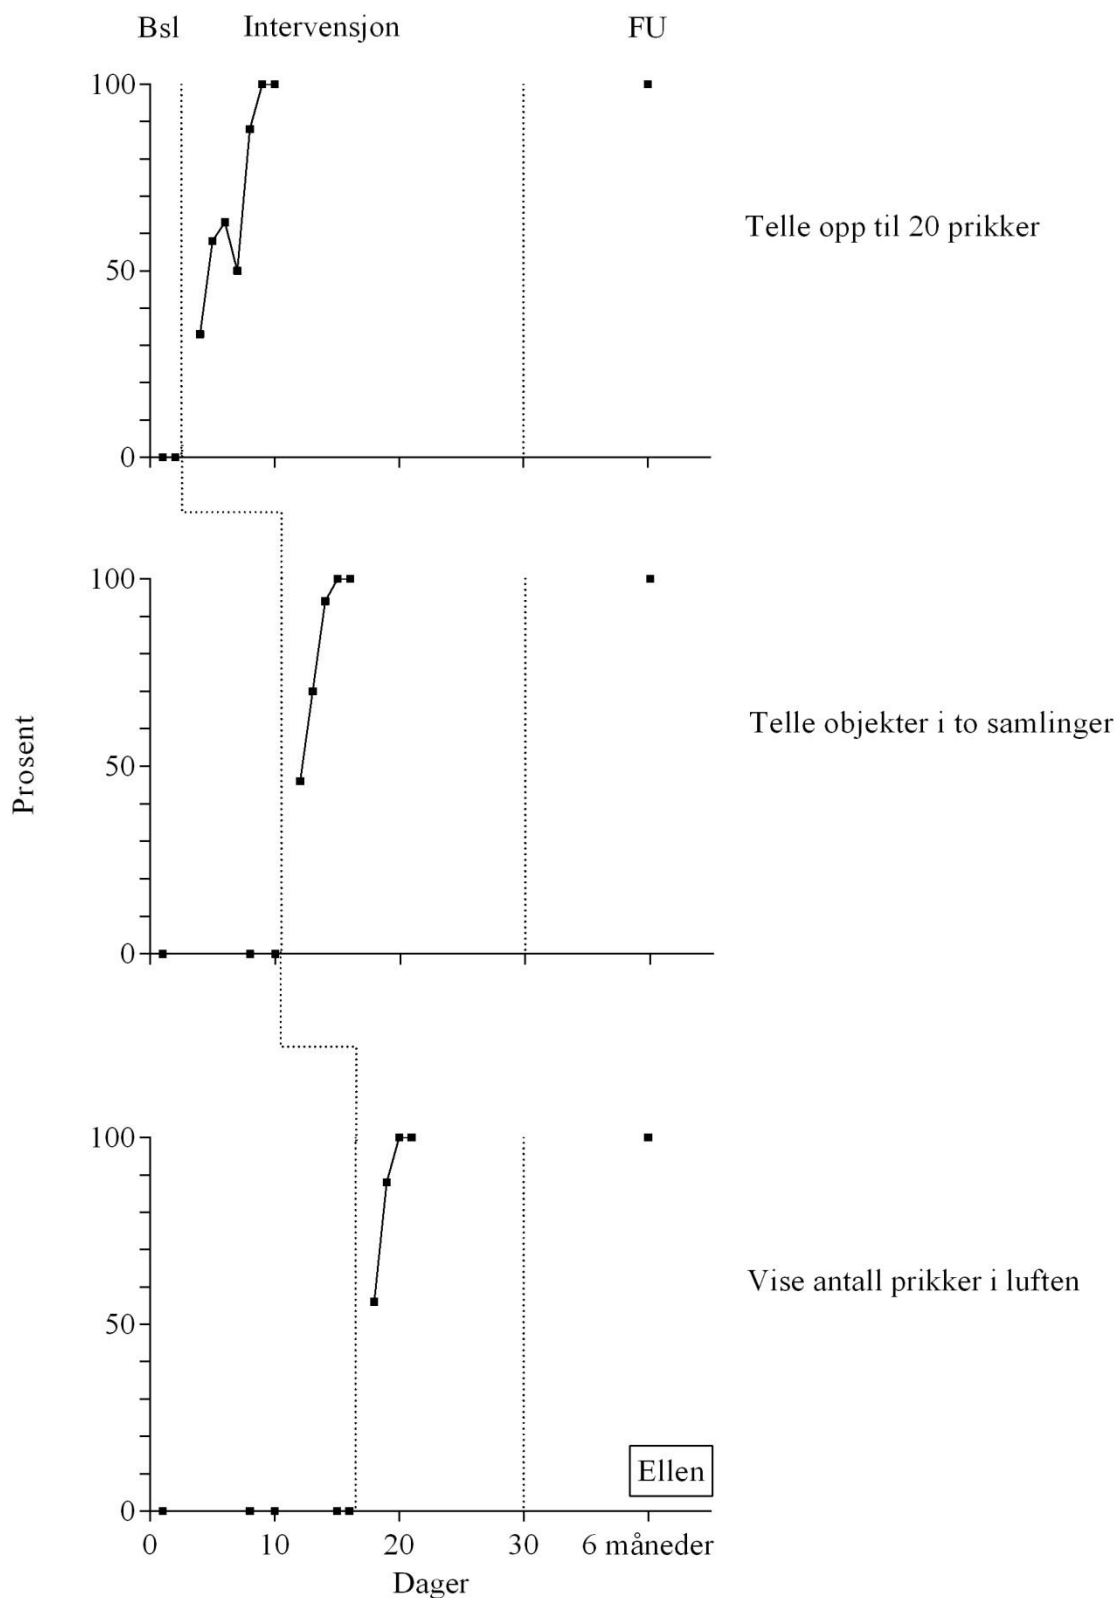 Bsl Intervensjon FU
100
50
0
Telle opp til 20 prikker
100
50
0
Telle objekter i to samlinger
Prosent
100
50
0
Vise antall prikker i luften
Ellen
0 10 20 30 6 måneder
Dager